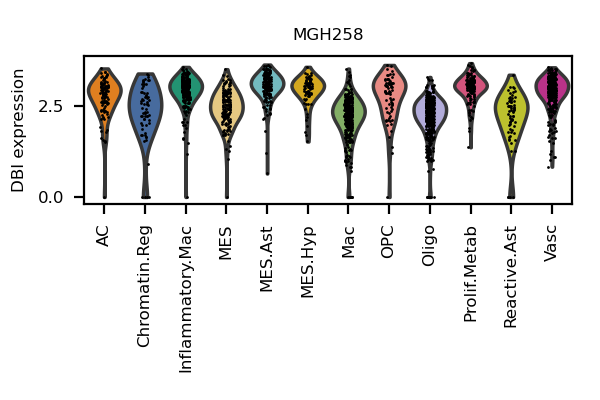 MGH258
DBI expression
2.5
0.0
AC
Chromatin.Reg
Inflammatory.Mac
MES
MES.Ast
MES.Hyp
Mac
OPC
Oligo
Prolif.Metab
Reactive.Ast
Vasc